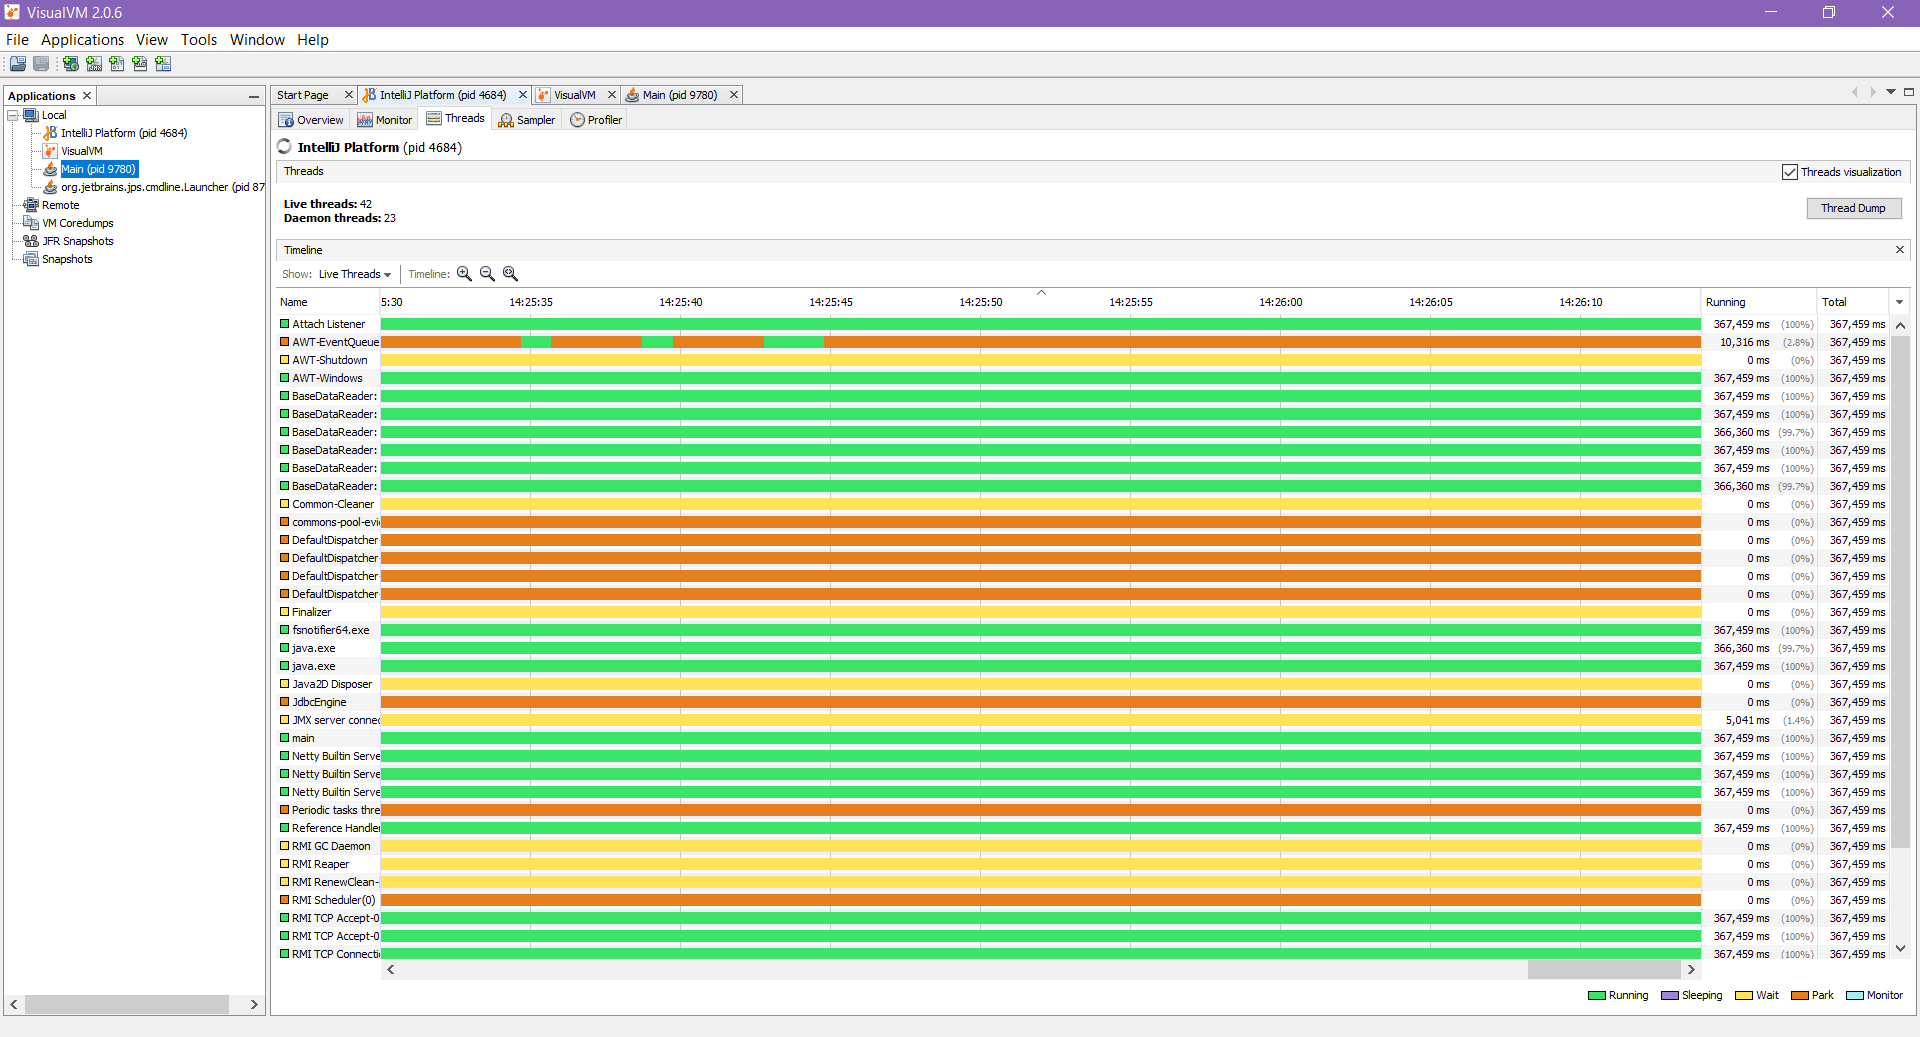 VisualVM 2.0.6
File Applications View Tools Window Help
Applications
Local
IntelliJ Platform (pid 4684)
VisualVM
Main (pid 9780)
org.jetbrains.jps.cmdline.Launcher (pid 87
Remote
VM Coredumps
JFR Snapshots
Snapshots
Start Page IntelliJ Platform (pid 4684) VisualVM Main (pid 9780)
Overview Monitor Threads Sampler Profiler
IntelliJ Platform (pid 4684)
Threads Threads visualization
Live threads: 42
Daemon threads: 23
Thread Dump
Timeline
Show: Live Threads Timeline:
Name 5:30 14:25:35 14:25:40 14:25:45 14:25:50 14:25:55 14:26:00 14:26:05 14:26:10 Running Total
Attach Listener 367,459 ms (100%) 367,459 ms
AWT-EventQueue 10,316 ms (2.8%) 367,459 ms
AWT-Shutdown 0 ms (0%) 367,459 ms
AWT-Windows 367,459 ms (100%) 367,459 ms
BaseDataReader: 367,459 ms (100%) 367,459 ms
BaseDataReader: 367,459 ms (100%) 367,459 ms
BaseDataReader: 366,360 ms (99.7%) 367,459 ms
BaseDataReader: 367,459 ms (100%) 367,459 ms
BaseDataReader: 367,459 ms (100%) 367,459 ms
BaseDataReader: 366,360 ms (99.7%) 367,459 ms
Common-Cleaner 0 ms (0%) 367,459 ms
commons-pool-evi 0 ms (0%) 367,459 ms
DefaultDispatcher 0 ms (0%) 367,459 ms
DefaultDispatcher 0 ms (0%) 367,459 ms
DefaultDispatcher 0 ms (0%) 367,459 ms
DefaultDispatcher 0 ms (0%) 367,459 ms
Finalizer 0 ms (0%) 367,459 ms
fsnotifier64.exe 367,459 ms (100%) 367,459 ms
java.exe 366,360 ms (99.7%) 367,459 ms
java.exe 367,459 ms (100%) 367,459 ms
Java2D Disposer 0 ms (0%) 367,459 ms
JdbcEngine 0 ms (0%) 367,459 ms
JMX server connec 5,041 ms (1.4%) 367,459 ms
main 367,459 ms (100%) 367,459 ms
Netty Builtin Serve 367,459 ms (100%) 367,459 ms
Netty Builtin Serve 367,459 ms (100%) 367,459 ms
Netty Builtin Serve 367,459 ms (100%) 367,459 ms
Periodic tasks thre 0 ms (0%) 367,459 ms
Reference Handler 367,459 ms (100%) 367,459 ms
RMI GC Daemon 0 ms (0%) 367,459 ms
RMI Reaper 0 ms (0%) 367,459 ms
RMI RenewClean- 0 ms (0%) 367,459 ms
RMI Scheduler(0) 0 ms (0%) 367,459 ms
RMI TCP Accept-0 367,459 ms (100%) 367,459 ms
RMI TCP Accept-0 367,459 ms (100%) 367,459 ms
RMI TCP Connecti 367,459 ms (100%) 367,459 ms
Running Sleeping Wait Park Monitor